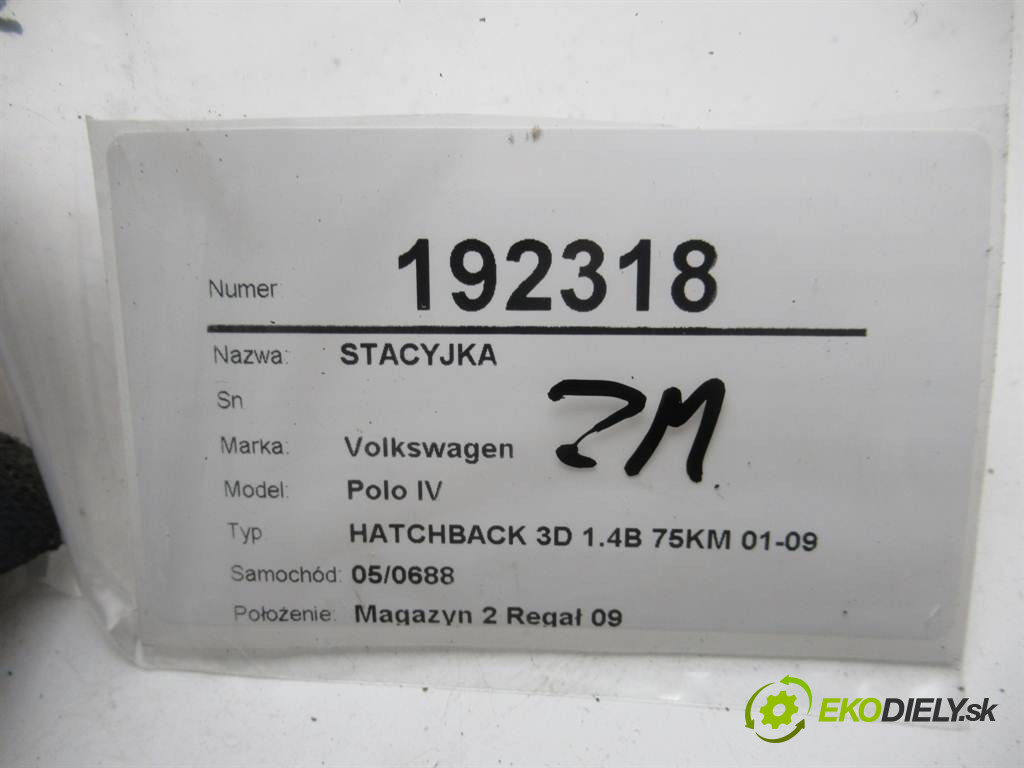 Numer: 192318
Nazwa: STACYJKA
Sn
ZM
Marka: Volkswagen
Model: Polo IV
Typ HATCHBACK 3D 1.4B 75KM 01-09
Samochód: 05/0688
Położenie: Magazyn 2 Regał 09
EKODIELY.sk